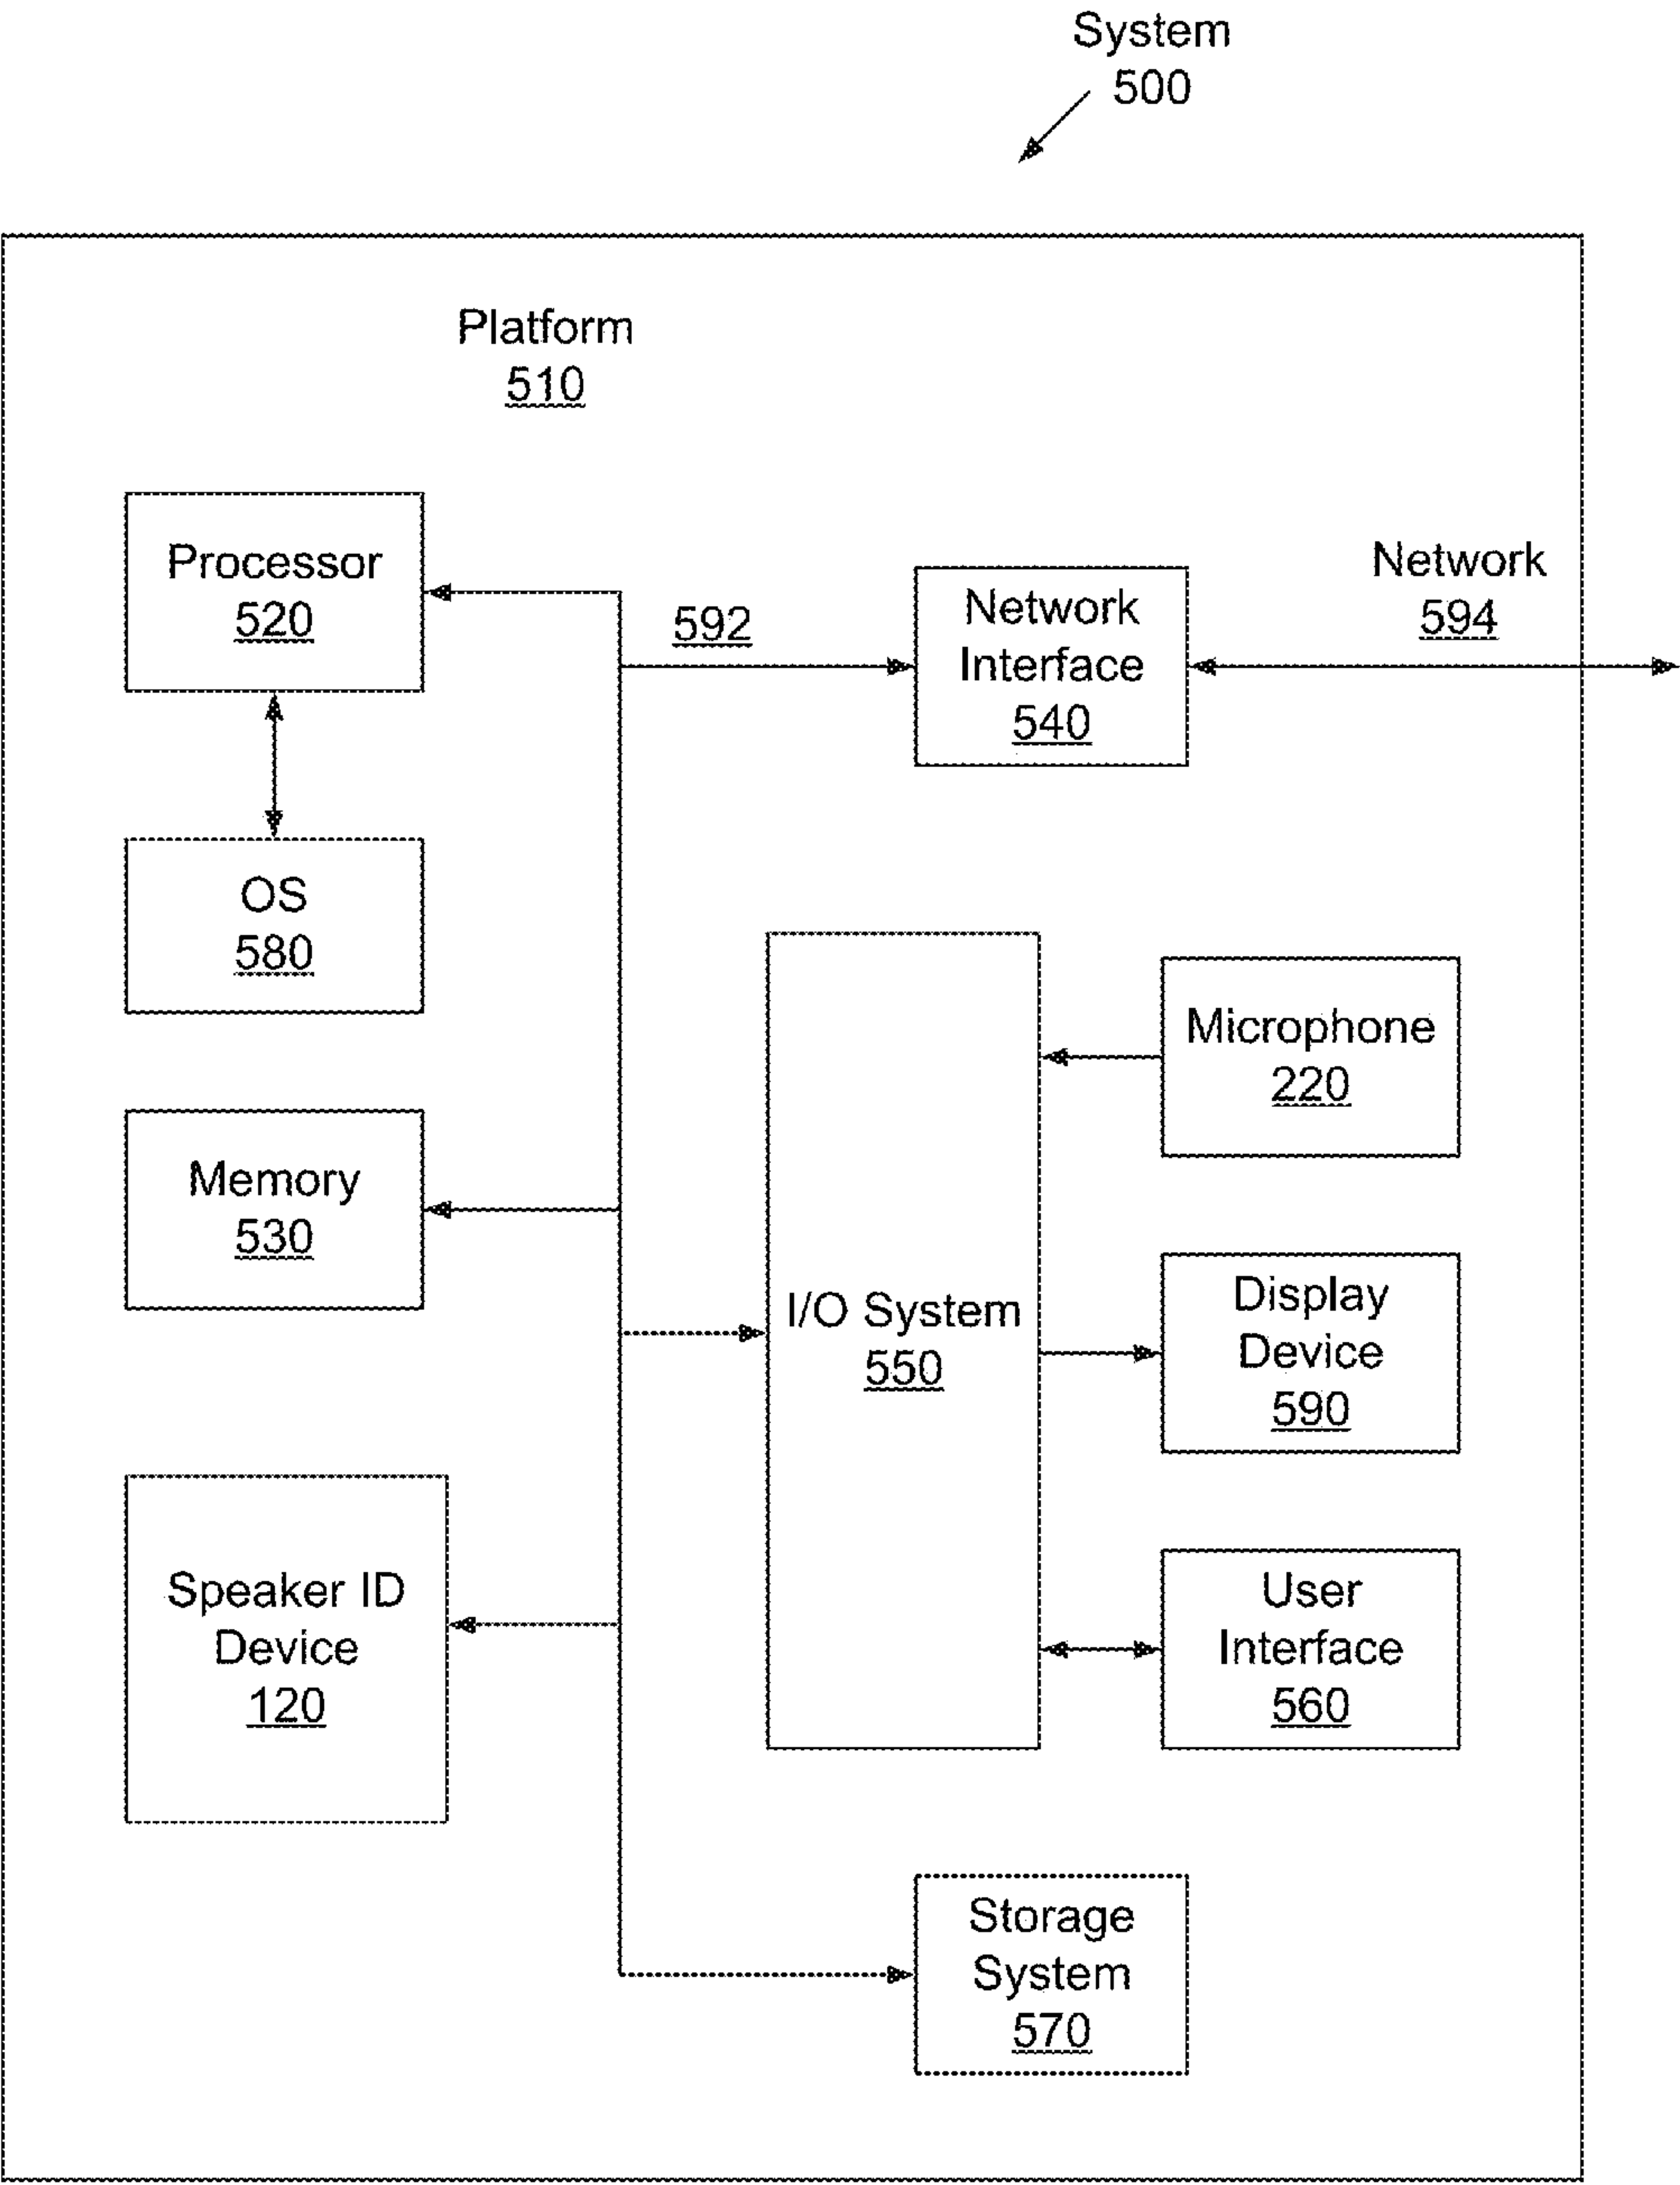 System
500
Platform
510
Processor
520
592
Network
Interface
540
Network
594
OS
580
Microphone
220
Memory
530
I/O System
550
Display
Device
590
Speaker ID
Device
120
User
Interface
560
Storage
System
570